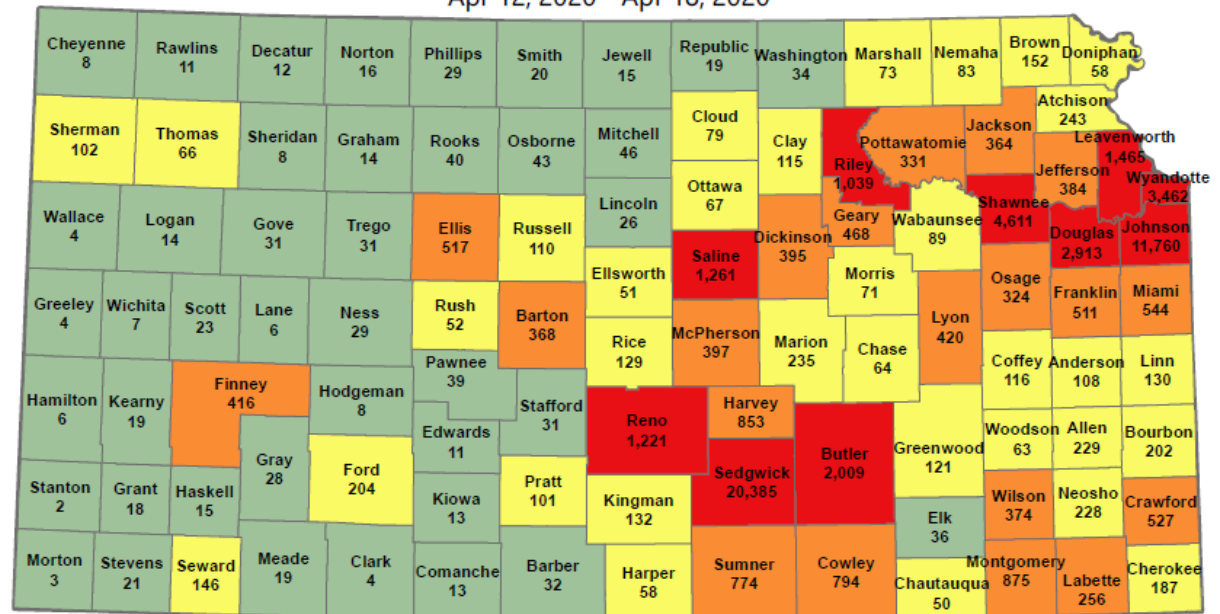 Apr 12, - Apr 18,
Cheyenne
8
Rawlins
11
Decatur
12
Norton
16
Phillips
29
Smith
20
Jewell
15
Republic
19
Washington
34
Marshall
73
Nemaha
83
Brown
152
Doniphan
58
Sherman
102
Thomas
66
Sheridan
8
Graham
14
Rooks
40
Osborne
43
Mitchell
46
Cloud
79
Clay
115
Riley
1,039
Pottawatomie
331
Jackson
364
Atchison
243
Jefferson
384
Leavenworth
1,465
Wyandotte
3,462
Wallace
4
Logan
14
Gove
31
Trego
31
Ellis
517
Russell
110
Lincoln
26
Ottawa
67
Saline
1,261
Dickinson
395
Geary
468
Wabaunsee
89
Shawnee
4,611
Douglas
2,913
Johnson
11,760
Ellsworth
51
Morris
71
Osage
324
Franklin
511
Miami
544
Greeley
4
Wichita
7
Scott
23
Lane
6
Ness
29
Rush
52
Barton
368
Rice
129
McPherson
397
Marion
235
Chase
64
Lyon
420
Coffey
116
Anderson
108
Linn
130
Hamilton
6
Kearny
19
Finney
416
Hodgeman
8
Pawnee
39
Stafford
31
Edwards
11
Reno
1,221
Harvey
853
Sedgwick
20,385
Butler
2,009
Greenwood
121
Woodson
63
Allen
229
Bourbon
202
Stanton
2
Grant
18
Haskell
15
Gray
28
Ford
204
Kiowa
13
Pratt
101
Kingman
132
Elk
36
Wilson
374
Neosho
228
Crawford
527
Morton
3
Stevens
21
Seward
146
Meade
19
Clark
4
Comanche
13
Barber
32
Harper
58
Sumner
774
Cowley
794
Chautauqua
50
Montgomery
875
Labette
256
Cherokee
187